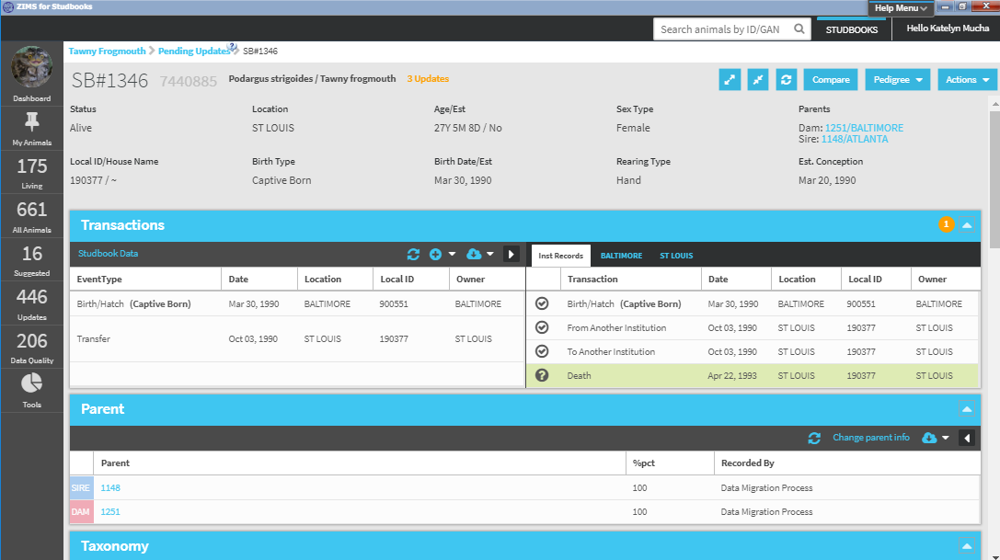 ZIMS for Studbooks
Help Menu
Search animals by ID/GAN
STUDBOOKS
Hello Katelyn Mucha
Tawny Frogmouth Pending Updates ? SB#1346
SB#1346 7440885 Podargus strigoides / Tawny frogmouth 3 Updates
Compare Pedigree Actions
Dashboard
My Animals
175
Living
661
All Animals
16
Suggested
446
Updates
206
Data Quality
Tools
Status Location Age/Est Sex Type Parents
Alive ST LOUIS 27Y 5M 8D / No Female Dam: 1251/BALTIMORE
Sire: 1148/ATLANTA
Local ID/House Name Birth Type Birth Date/Est Rearing Type Est. Conception
190377 / ~ Captive Born Mar 30, 1990 Hand Mar 20, 1990
Transactions 1
Studbook Data
Inst Records BALTIMORE ST LOUIS
EventType Date Location Local ID Owner
Birth/Hatch (Captive Born) Mar 30, 1990 BALTIMORE 900551 BALTIMORE
Transfer Oct 03, 1990 ST LOUIS 190377 ST LOUIS
Transaction Date Location Local ID Owner
Birth/Hatch (Captive Born) Mar 30, 1990 BALTIMORE 900551 BALTIMORE
From Another Institution Oct 03, 1990 ST LOUIS 190377 ST LOUIS
To Another Institution Oct 03, 1990 ST LOUIS 190377 ST LOUIS
? Death Apr 22, 1993 ST LOUIS 190377 ST LOUIS
Parent
Change parent info
Parent %pct Recorded By
SIRE 1148 100 Data Migration Process
DAM 1251 100 Data Migration Process
Taxonomy